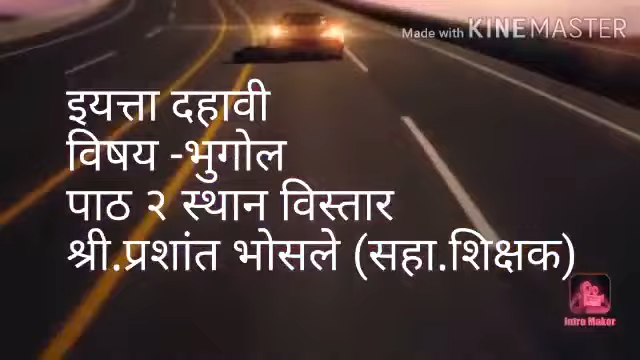 Made with KINEMASTER
इयत्ता दहावी
विषय -भुगोल
पाठ २ स्थान विस्तार
श्री.प्रशांत भोसले (सहा.शिक्षक)
Intro Maker